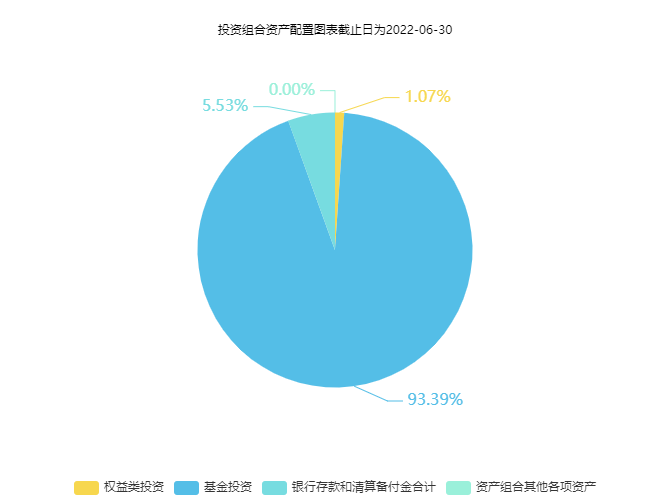 投资组合资产配置图表截止日为2022-06-30
0.00%
1.07%
5.53%
93.39%
权益类投资 基金投资 银行存款和清算备付金合计 资产组合其他各项资产